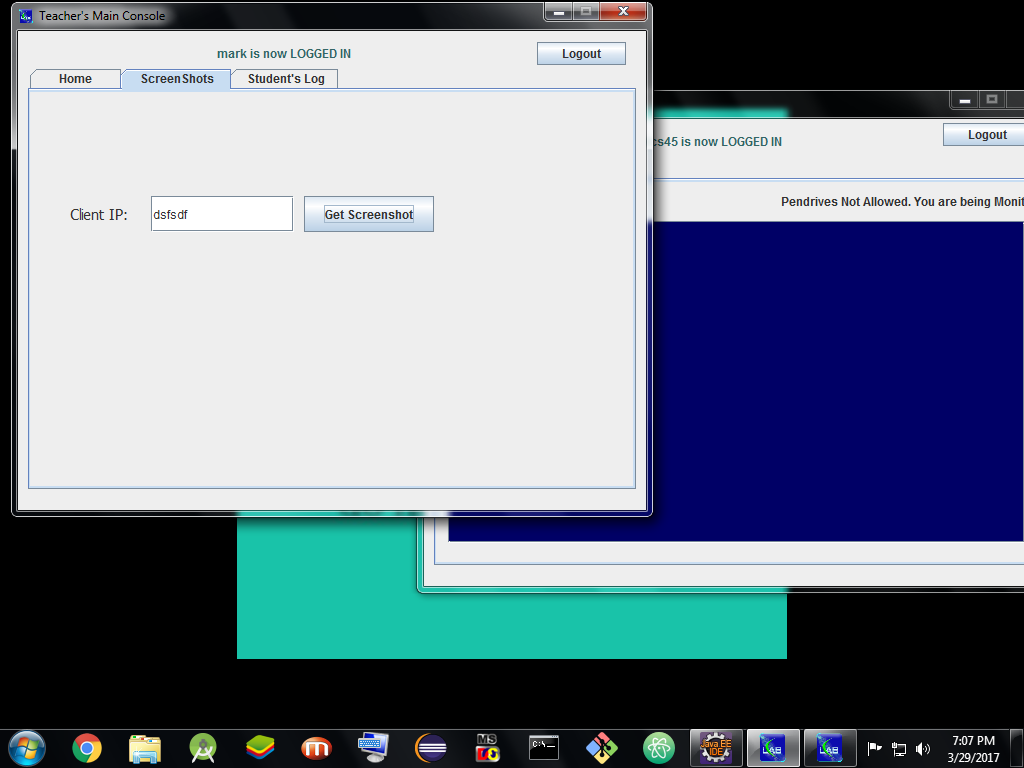 Teacher's Main Console
mark is now LOGGED IN
Logout
Home
ScreenShots
Student's Log
Client IP:
dsfsdf
Get Screenshot
cs45 is now LOGGED IN
Logout
Pendrives Not Allowed. You are being Monit
MS
C:\_
Java EE
IDE
LAB
LAB
7:07 PM
3/29/2017